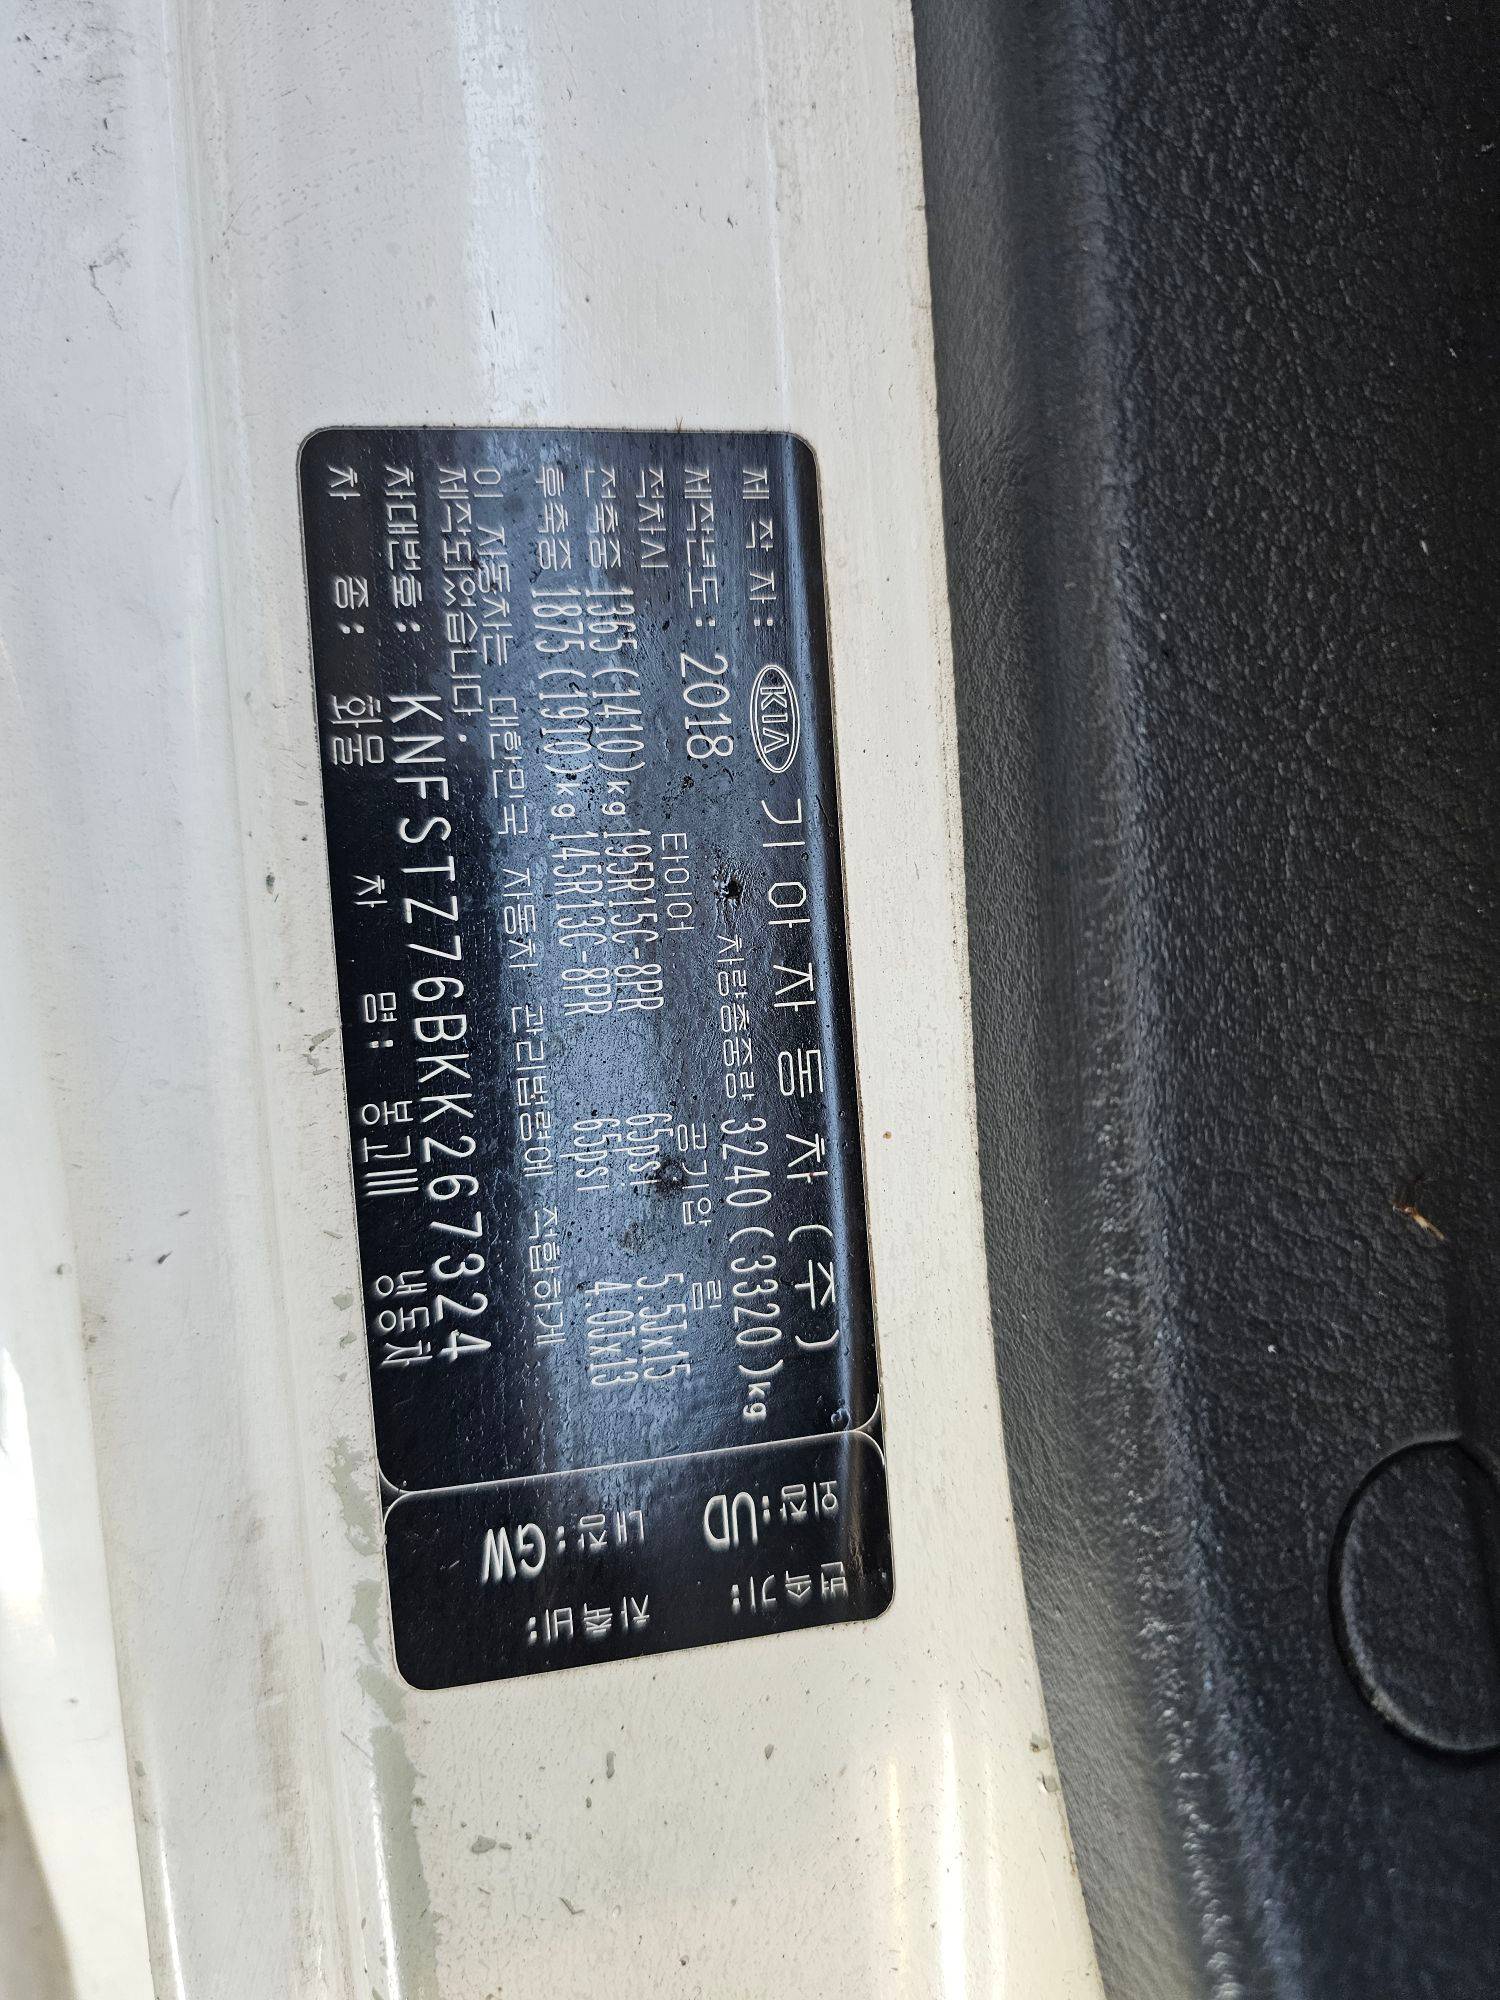 제 작 자: KIA 기 아 자 동 차 (주)
제작년도: 2018 차량총중량 3240 (3320)kg
적차시 타이어 공기압 림
전축중 1365 (1410)kg 195R15C-8PR 65psi 5.5Jx15
후축중 1875 (1910)kg 145R13C-8PR 65psi 4.0Jx13
이 자동차는 대한민국 자동차 관리법령에 적합하게
제작되었습니다.
차대번호: KNFSTZ76BKK267324
차 종: 화물 차 명: 봉고III 냉동차
외장:UD
내장:GW
변속기:
차축비: